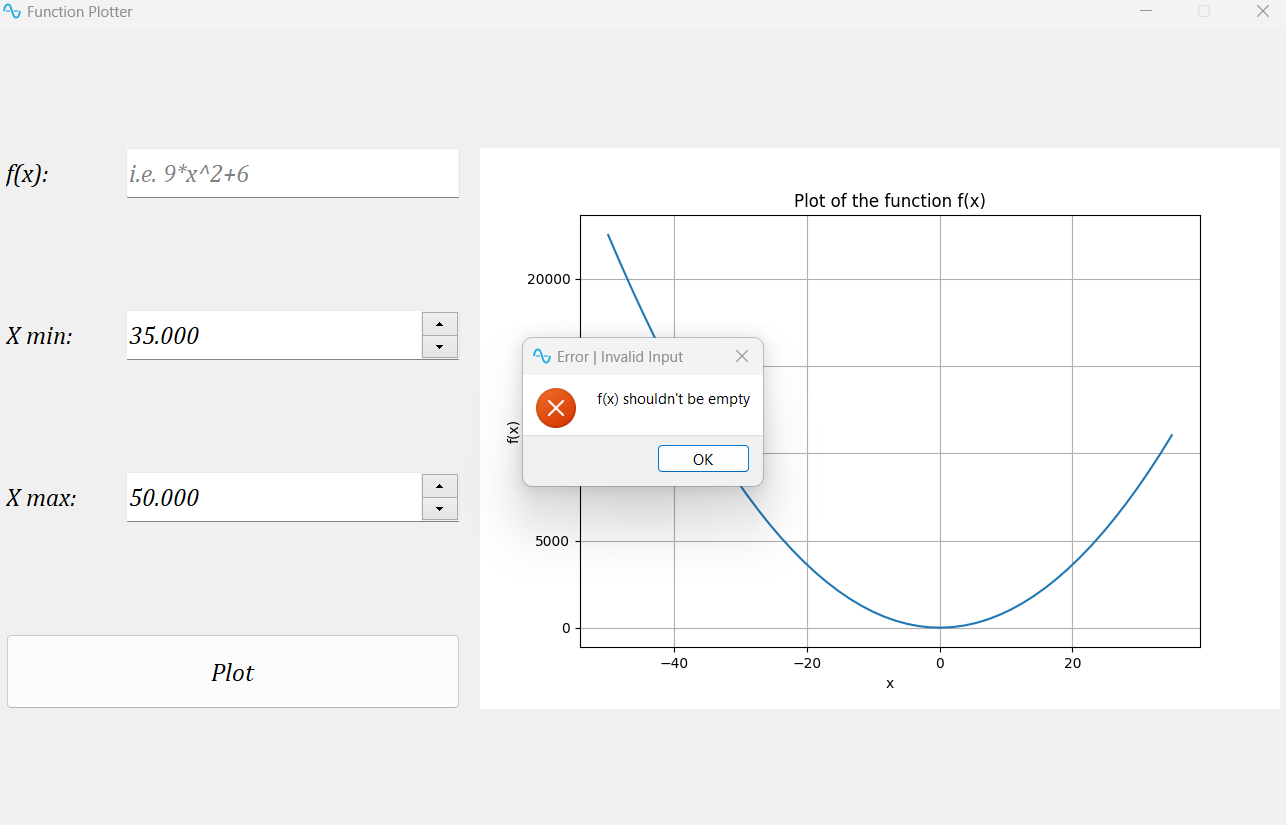 Function Plotter
f(x):
i.e. 9*x^2+6
X min:
35.000
X max:
50.000
Plot
Plot of the function f(x)
20000
5000
0
−40
−20
0
20
x
f(x)
Error | Invalid Input
f(x) shouldn't be empty
OK